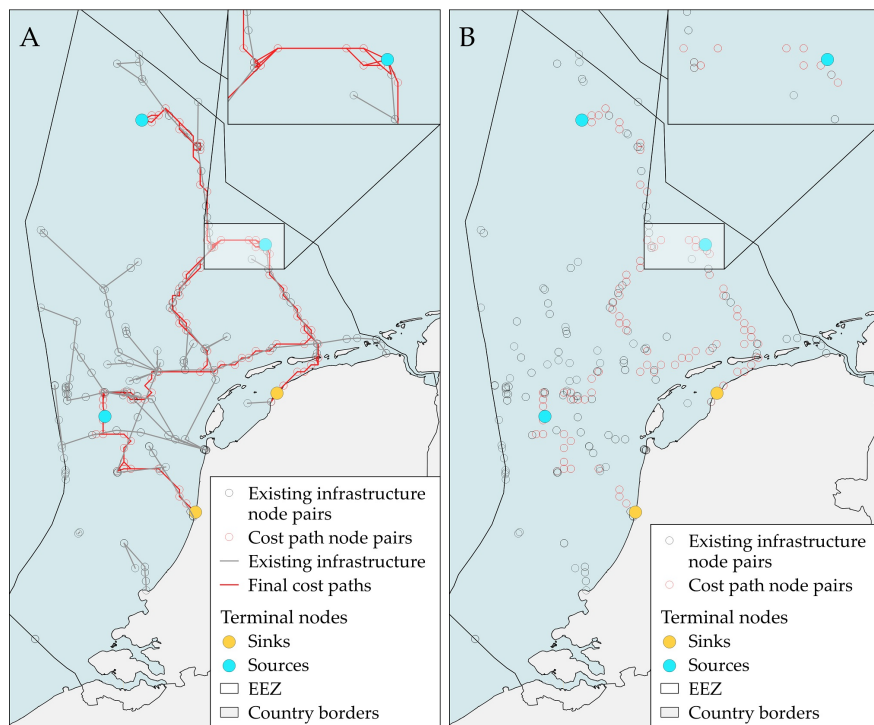 A
Existing infrastructure
node pairs
Cost path node pairs
Existing infrastructure
Final cost paths
Terminal nodes
Sinks
Sources
EEZ
Country borders
B
Existing infrastructure
node pairs
Cost path node pairs
Terminal nodes
Sinks
Sources
EEZ
Country borders